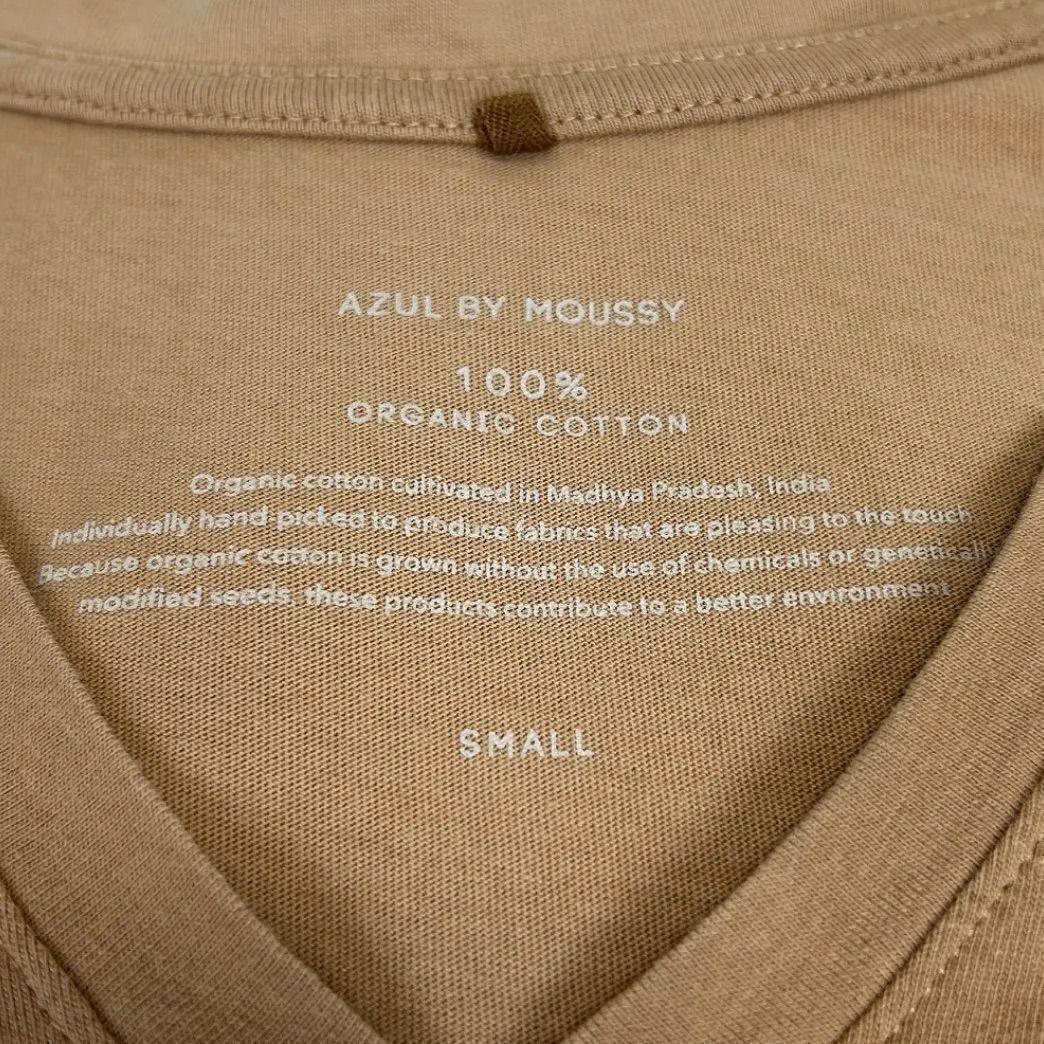 AZUL BY MOUSSY
100%
ORGANIC COTTON
Organic cotton cultivated in Madhya Pradesh, India
Individually hand picked to produce fabrics that are pleasing to the touch
Because organic cotton is grown without the use of chemicals or genetically
modified seeds, these products contribute to a better environment
SMALL